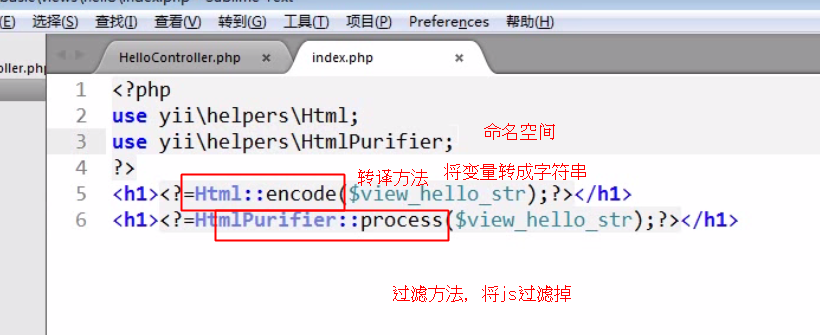 (E) 选择(S) 查找(I) 查看(V) 转到(G) 工具(T) 项目(P) Preferences 帮助(H)
HelloController.php × index.php ×
oller.php
1 <?php
2 use yii\helpers\Html;
命名空间
3 use yii\helpers\HtmlPurifier;
4 ?>
转译方法 将变量转成字符串
5 <h1><?=Html::encode($view_hello_str);?></h1>
6 <h1><?=HtmlPurifier::process($view_hello_str);?></h1>
过滤方法，将js过滤掉